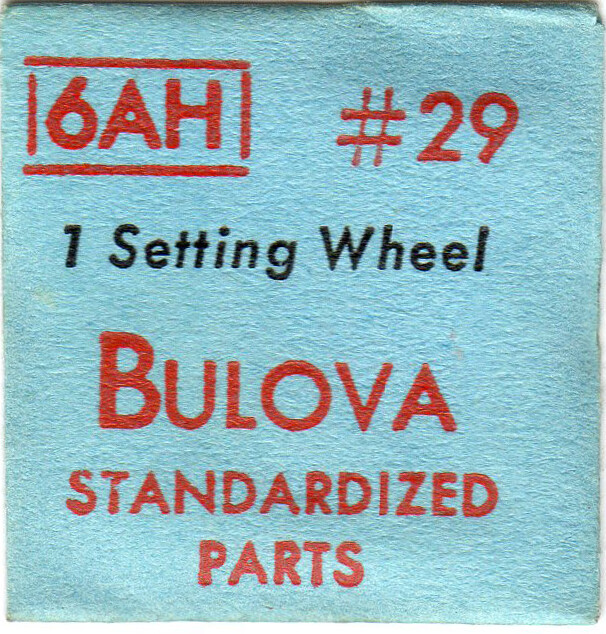 6AH #29
1 Setting Wheel
BULOVA
STANDARDIZED
PARTS